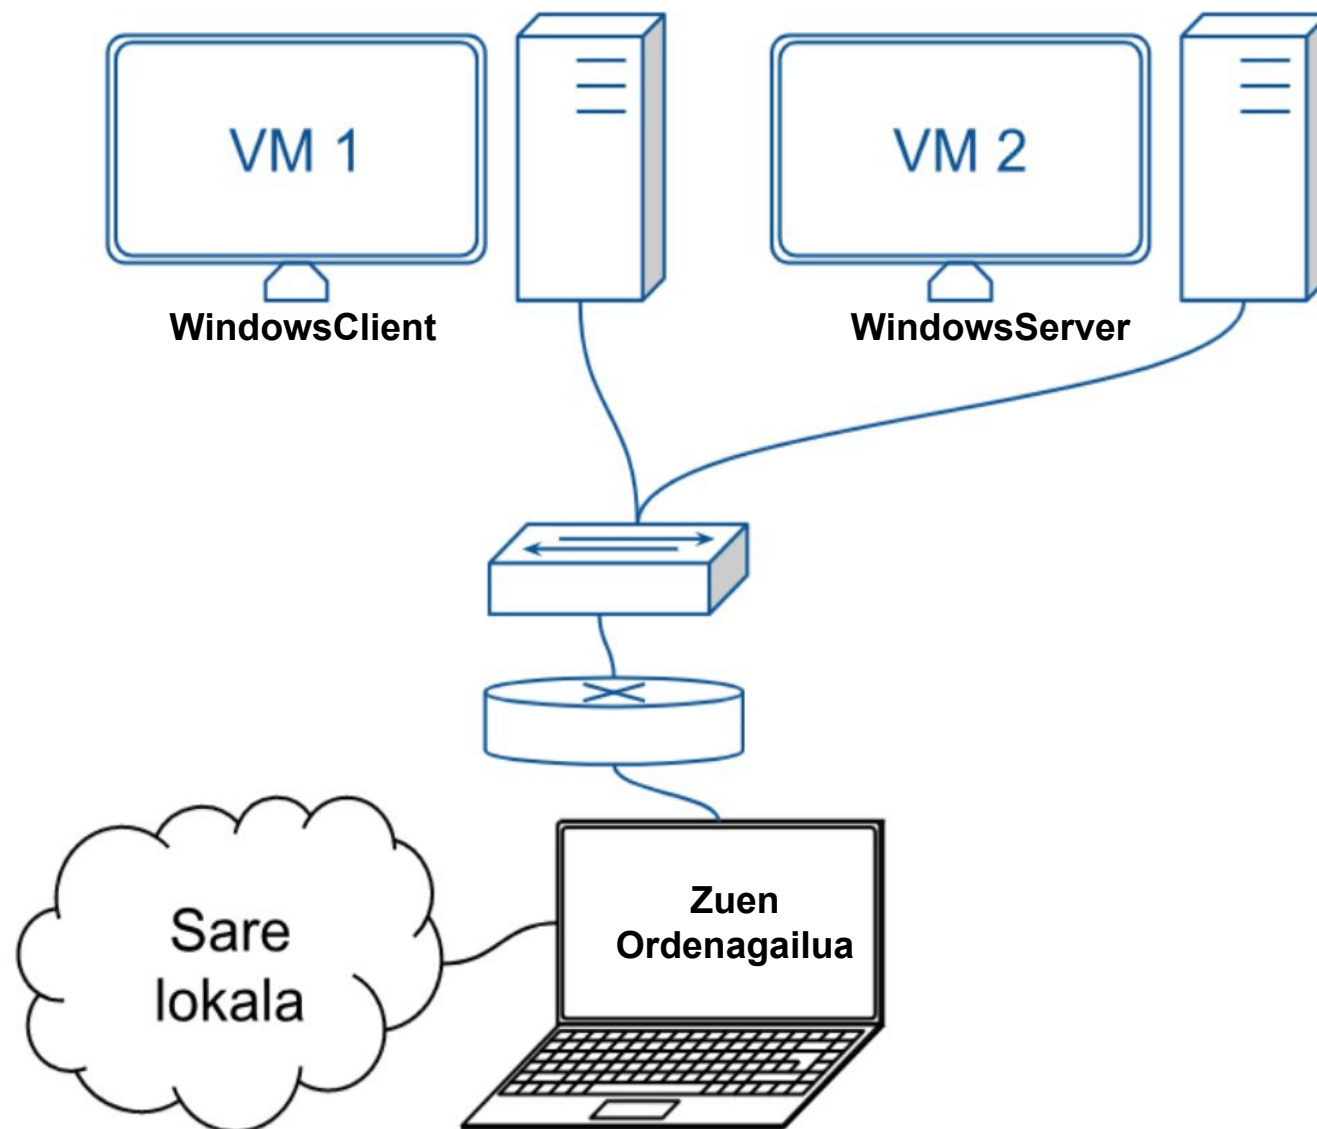 VM 1
VM 2
WindowsClient
WindowsServer
Zuen
Ordenagailua
Sare
lokala